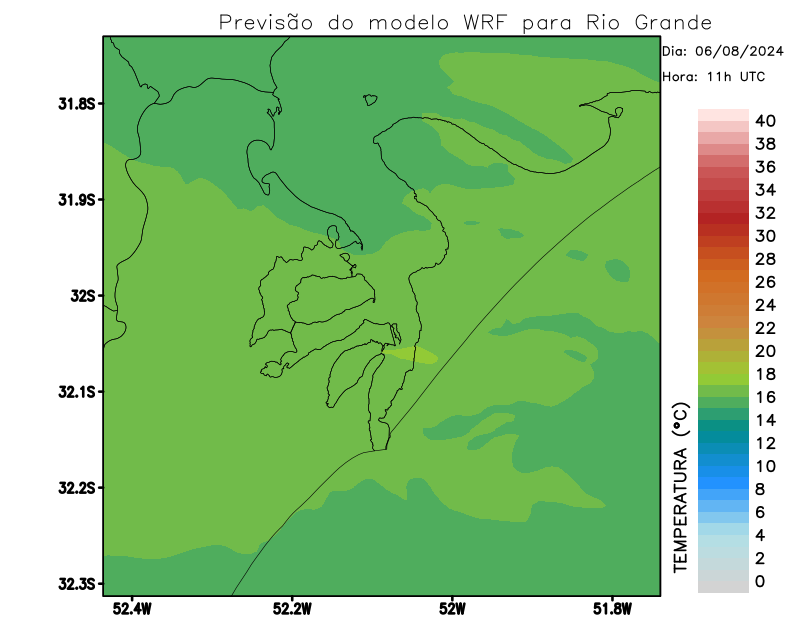 Previsão do modelo WRF para Rio Grande
Dia: 06/08/2024
Hora: 11h UTC
31.8S
31.9S
32S
32.1S
32.2S
32.3S
52.4W
52.2W
52W
51.8W
TEMPERATURA (°C)
40
38
36
34
32
30
28
26
24
22
20
18
16
14
12
10
8
6
4
2
0